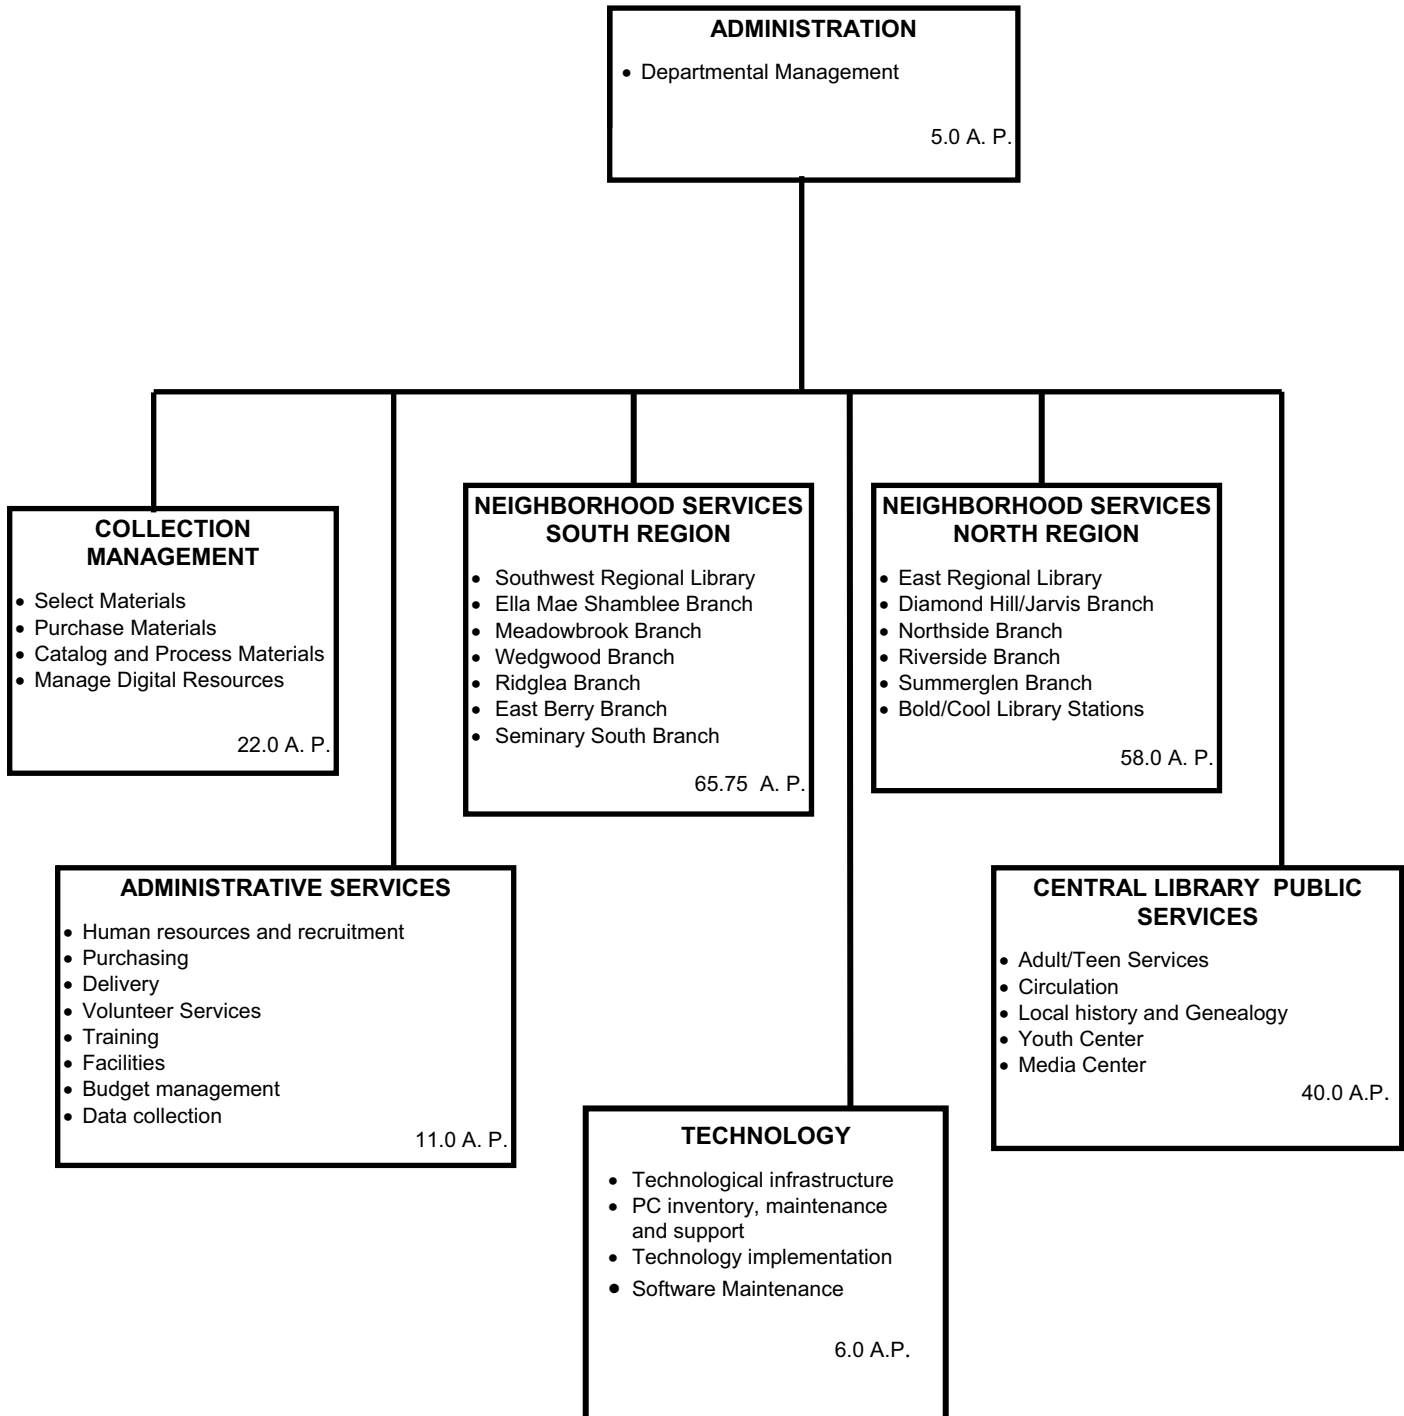 ADMINISTRATION
• Departmental Management
5.0 A. P.
COLLECTION
MANAGEMENT
• Select Materials
• Purchase Materials
• Catalog and Process Materials
• Manage Digital Resources
22.0 A. P.
NEIGHBORHOOD SERVICES
SOUTH REGION
• Southwest Regional Library
• Ella Mae Shamblee Branch
• Meadowbrook Branch
• Wedgwood Branch
• Ridglea Branch
• East Berry Branch
• Seminary South Branch
65.75 A. P.
NEIGHBORHOOD SERVICES
NORTH REGION
• East Regional Library
• Diamond Hill/Jarvis Branch
• Northside Branch
• Riverside Branch
• Summerglen Branch
• Bold/Cool Library Stations
58.0 A. P.
ADMINISTRATIVE SERVICES
• Human resources and recruitment
• Purchasing
• Delivery
• Volunteer Services
• Training
• Facilities
• Budget management
• Data collection
11.0 A. P.
TECHNOLOGY
• Technological infrastructure
• PC inventory, maintenance
and support
• Technology implementation
• Software Maintenance
6.0 A.P.
CENTRAL LIBRARY PUBLIC
SERVICES
• Adult/Teen Services
• Circulation
• Local history and Genealogy
• Youth Center
• Media Center
40.0 A.P.